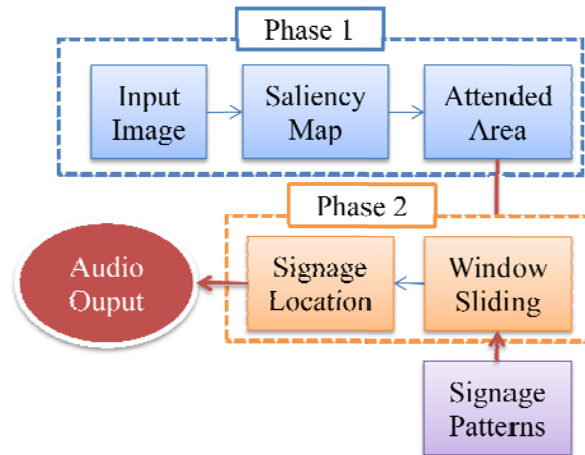 Phase 1
Input
Image
Saliency
Map
Attended
Area
Phase 2
Audio
Ouput
Signage
Location
Window
Sliding
Signage
Patterns